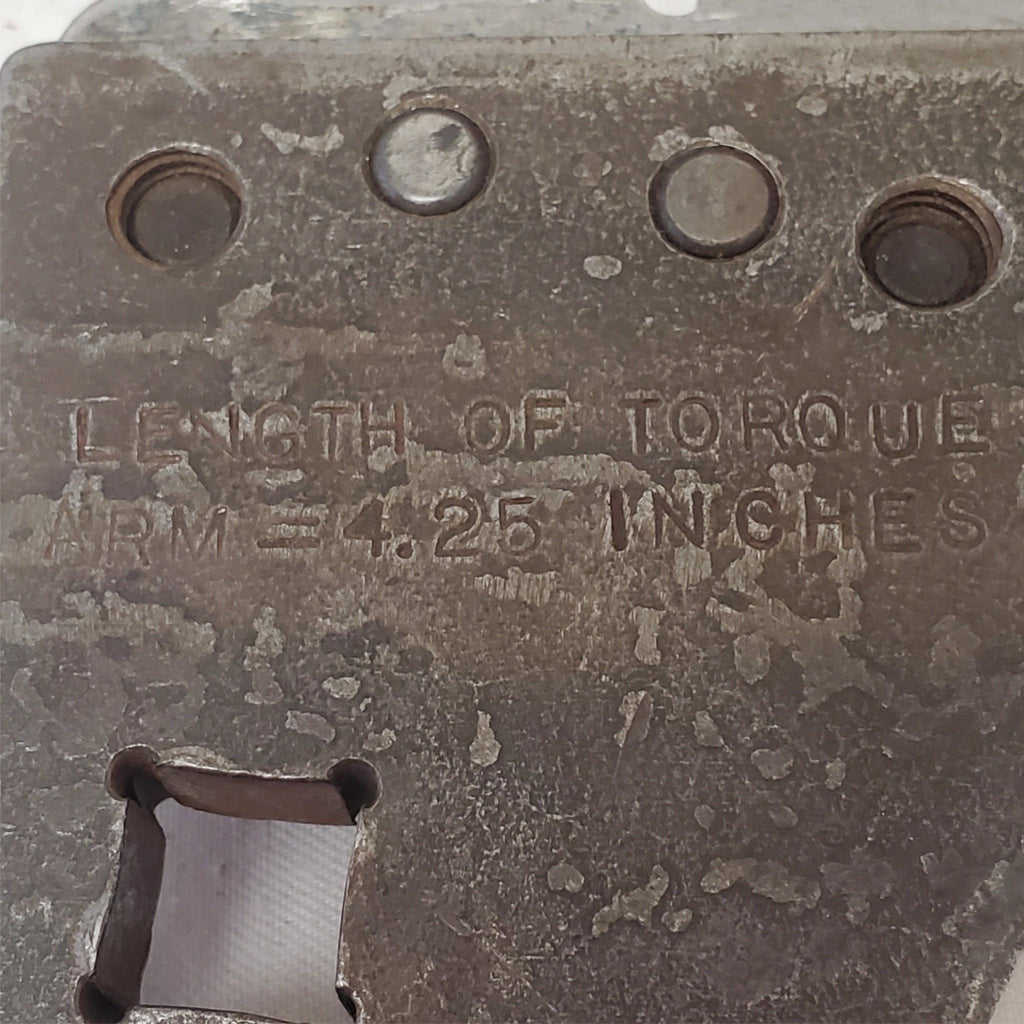 LENGTH OF TORQUE
ARM = 4.25 INCHES